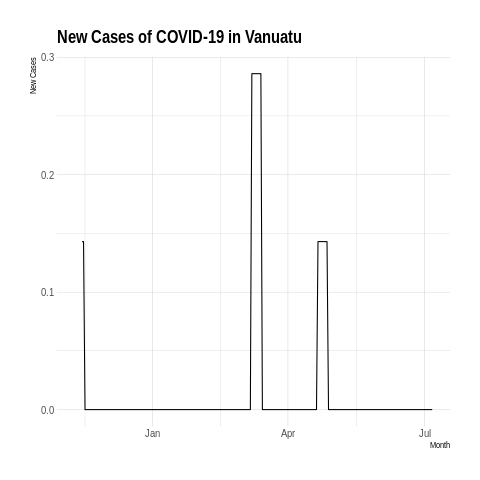 New Cases of COVID-19 in Vanuatu
New Cases
0.3
0.2
0.1
0.0
Jan Apr Jul
Month